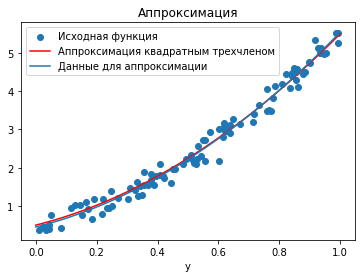 Аппроксимация
Исходная функция
Аппроксимация квадратным трехчленом
Данные для аппроксимации
5
4
3
2
1
0.0 0.2 0.4 0.6 0.8 1.0
y